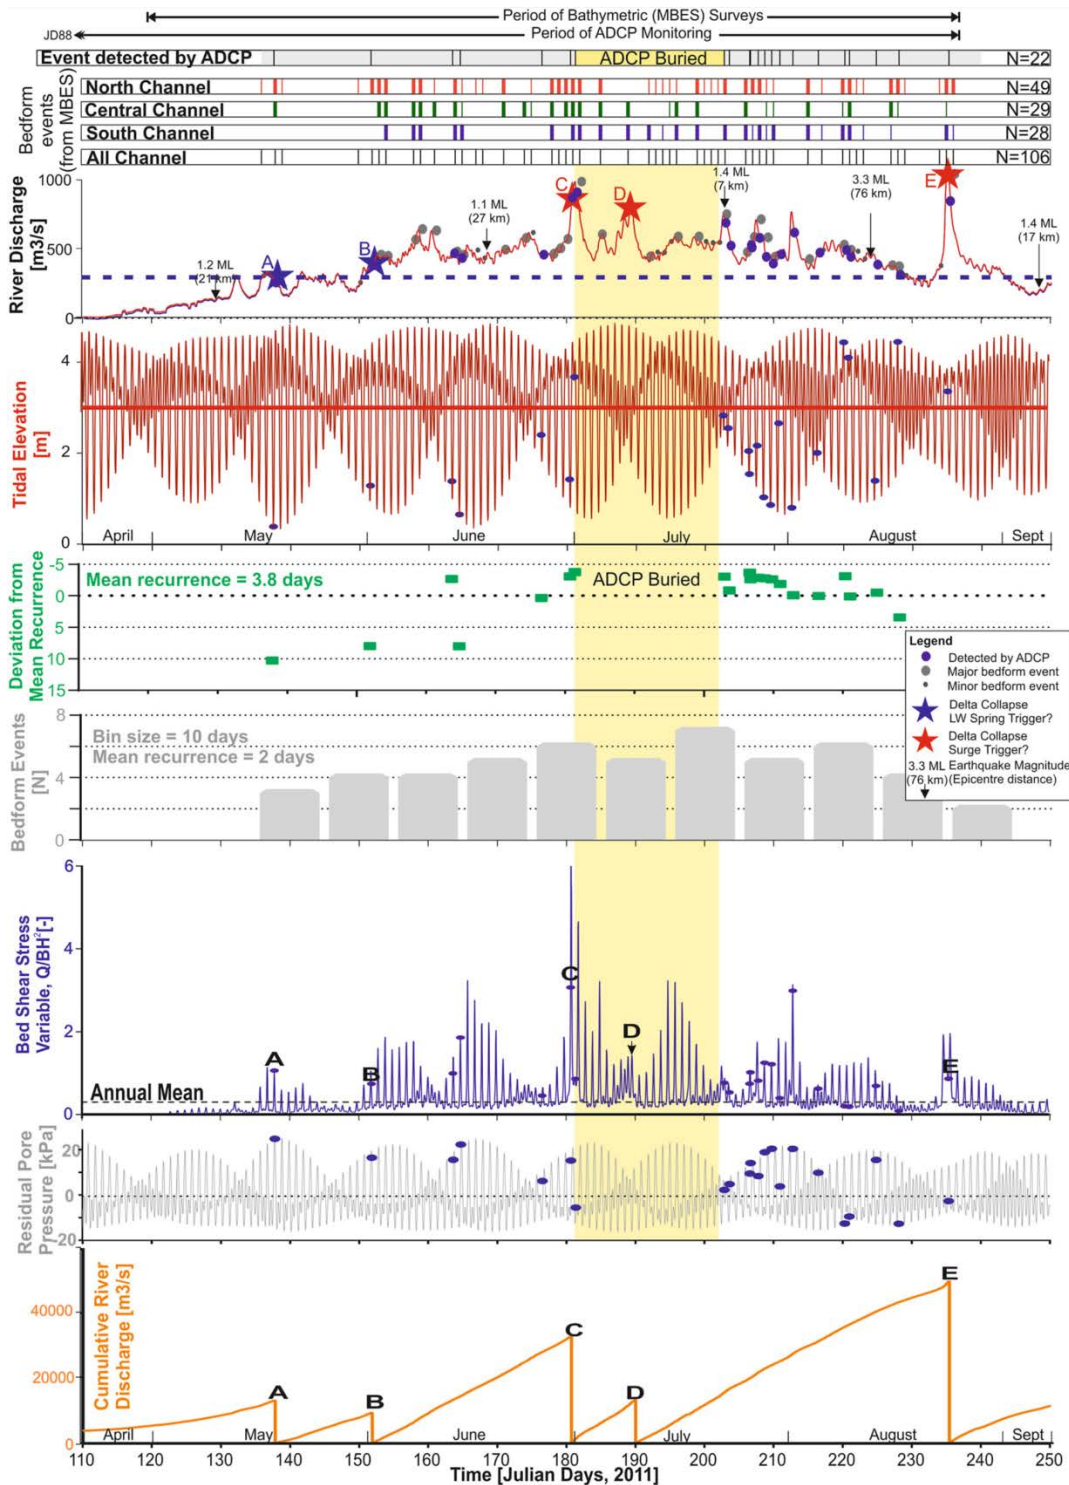 Period of Bathymetric (MBES) Surveys
JD88
Period of ADCP Monitoring
Event detected by ADCP
ADCP Buried
N=22
Bedform events (from MBES)
North Channel
N=49
Central Channel
N=29
South Channel
N=28
All Channel
N=106
River Discharge [m3/s]
1000
500
0
A
B
C
D
E
1.2 ML
(21 km)
1.1 ML
(27 km)
1.4 ML
(7 km)
3.3 ML
(76 km)
1.4 ML
(17 km)
Tidal Elevation [m]
4
2
0
April
May
June
July
August
Sept
Deviation from Mean Recurrence
-5
0
5
10
15
Mean recurrence = 3.8 days
ADCP Buried
Legend
Detected by ADCP
Major bedform event
Minor bedform event
Delta Collapse
LW Spring Trigger?
Delta Collapse
Surge Trigger?
3.3 ML Earthquake Magnitude
(76 km) (Epicentre distance)
Bedform Events [N]
8
4
0
Bin size = 10 days
Mean recurrence = 2 days
Bed Shear Stress Variable, Q/BH²[-]
6
4
2
0
Annual Mean
A
B
C
D
E
Residual Pore Pressure [kPa]
20
0
-20
Cumulative River Discharge [m3/s]
40000
20000
0
A
B
C
D
E
April
May
June
July
August
Sept
110 120 130 140 150 160 170 180 190 200 210 220 230 240 250
Time [Julian Days, 2011]